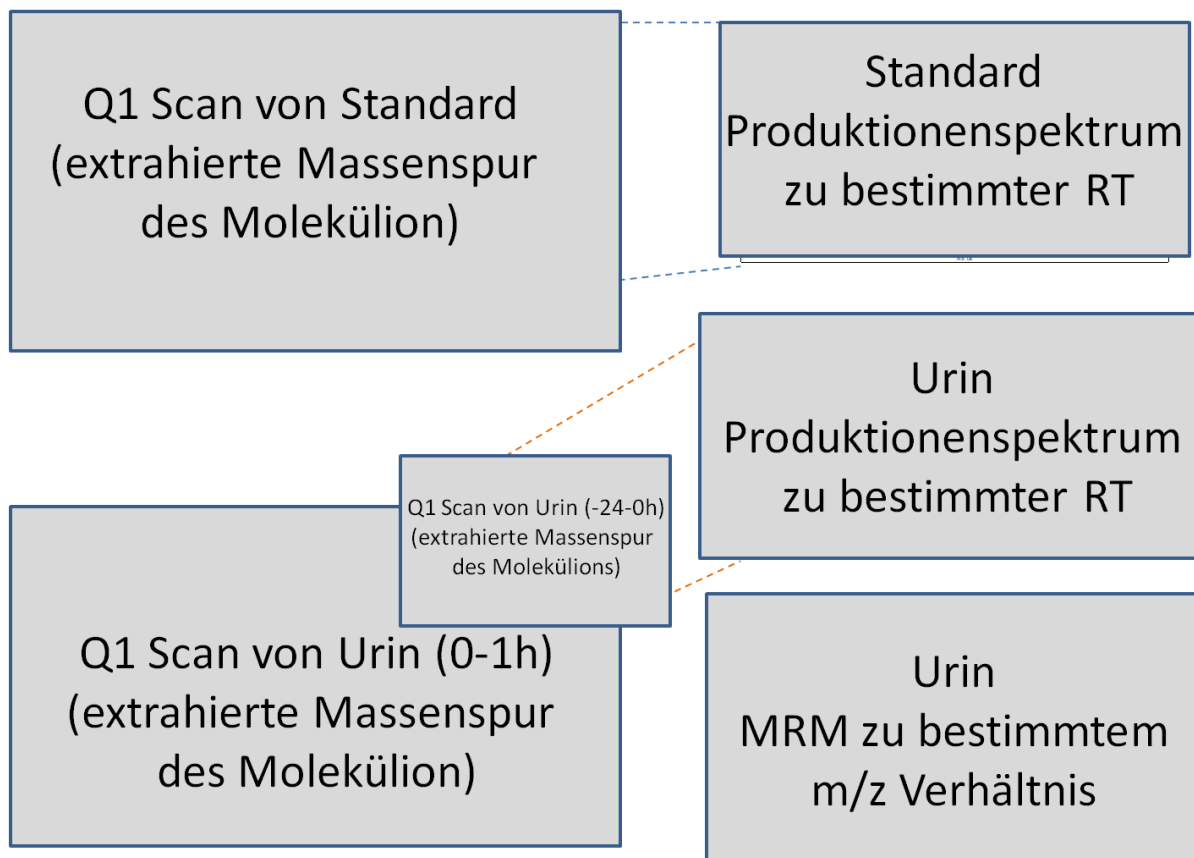 Q1 Scan von Standard
(extrahierte Massenspur
des Molekülion)
Standard
Produktionenspektrum
zu bestimmter RT
Urin
Produktionenspektrum
zu bestimmter RT
Q1 Scan von Urin (-24-0h)
(extrahierte Massenspur
des Molekülions)
Q1 Scan von Urin (0-1h)
(extrahierte Massenspur
des Molekülion)
Urin
MRM zu bestimmtem
m/z Verhältnis